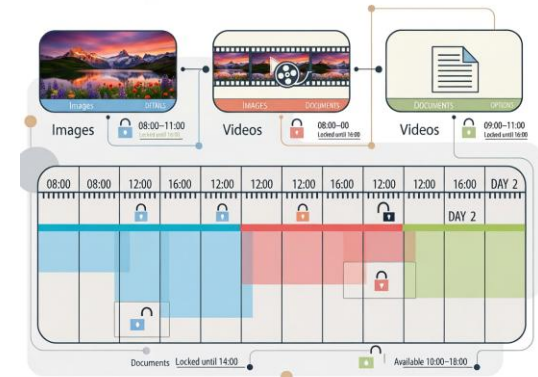 Images DETAILS
IMAGES DOCUMENTS
DOCUMENTS OPTIONS
Images
08:00–11:00
Locked until 16:00
Videos
08:00–00
Locked until 16:00
Videos
09:00–11:00
Locked until 16:00
08:00 08:00 12:00 16:00 12:00 12:00 12:00 16:00 12:00 12:00 16:00 DAY 2
DAY 2
Documents Locked until 14:00
Available 10:00–18:00